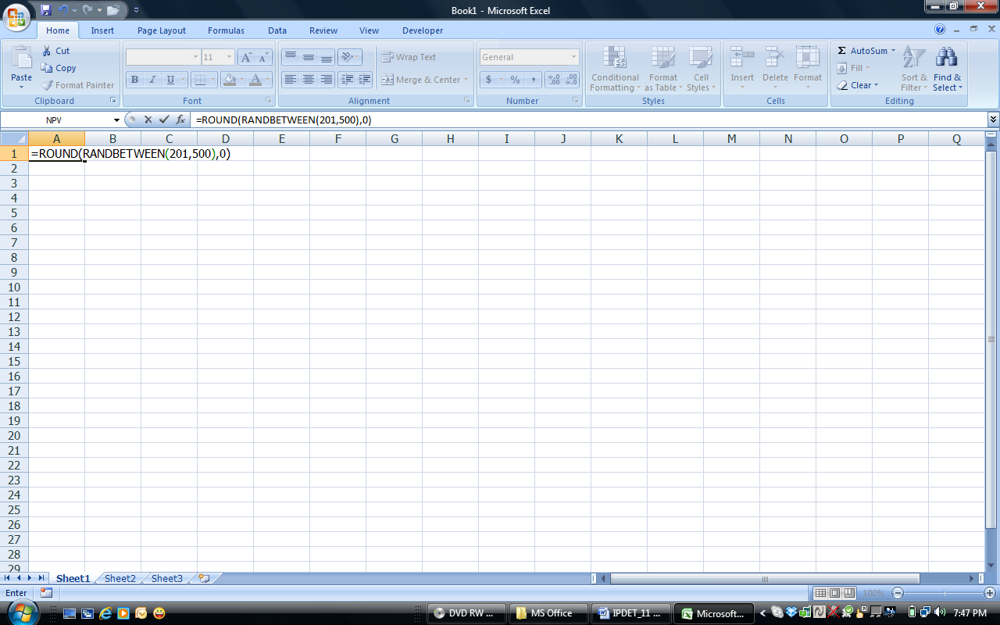 Book1 - Microsoft Excel
Home Insert Page Layout Formulas Data Review View Developer
Paste
Cut
Copy
Format Painter
Clipboard
11
A A
B I U A
Font
Wrap Text
Merge & Center
Alignment
General
$ % , .0 .00 .00 .0
Number
Conditional Formatting
Format as Table
Cell Styles
Styles
Insert Delete Format
Cells
Σ AutoSum
Fill
Clear
Sort & Filter
Find & Select
Editing
NPV fx =ROUND(RANDBETWEEN(201,500),0)
A B C D E F G H I J K L M N O P Q
1 =ROUND(RANDBETWEEN(201,500),0)
2
3
4
5
6
7
8
9
10
11
12
13
14
15
16
17
18
19
20
21
22
23
24
25
26
27
28
29
Sheet1 Sheet2 Sheet3
Enter 100%
DVD RW ... MS Office IPDET_11 ... Microsoft... 7:47 PM